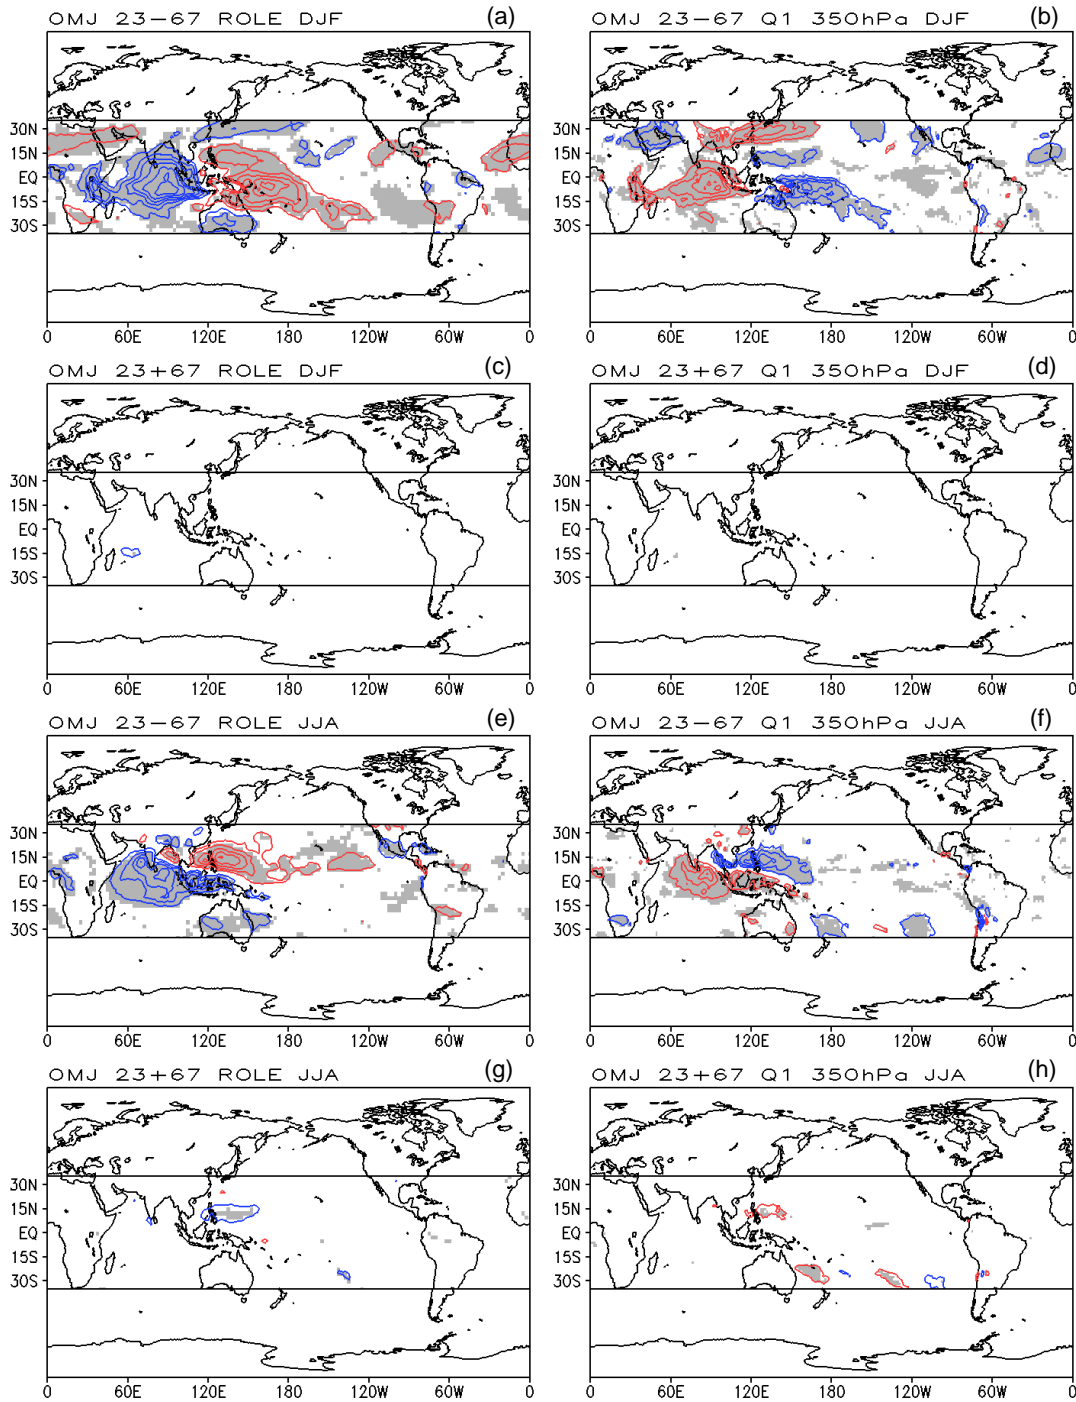 OMJ 23−67 ROLE DJF (a)
30N
15N
EQ
15S
30S
0 60E 120E 180 120W 60W 0
OMJ 23−67 Q1 350hPa DJF (b)
30N
15N
EQ
15S
30S
0 60E 120E 180 120W 60W 0
OMJ 23+67 ROLE DJF (c)
30N
15N
EQ
15S
30S
0 60E 120E 180 120W 60W 0
OMJ 23+67 Q1 350hPa DJF (d)
30N
15N
EQ
15S
30S
0 60E 120E 180 120W 60W 0
OMJ 23−67 ROLE JJA (e)
30N
15N
EQ
15S
30S
0 60E 120E 180 120W 60W 0
OMJ 23−67 Q1 350hPa JJA (f)
30N
15N
EQ
15S
30S
0 60E 120E 180 120W 60W 0
OMJ 23+67 ROLE JJA (g)
30N
15N
EQ
15S
30S
0 60E 120E 180 120W 60W 0
OMJ 23+67 Q1 350hPa JJA (h)
30N
15N
EQ
15S
30S
0 60E 120E 180 120W 60W 0